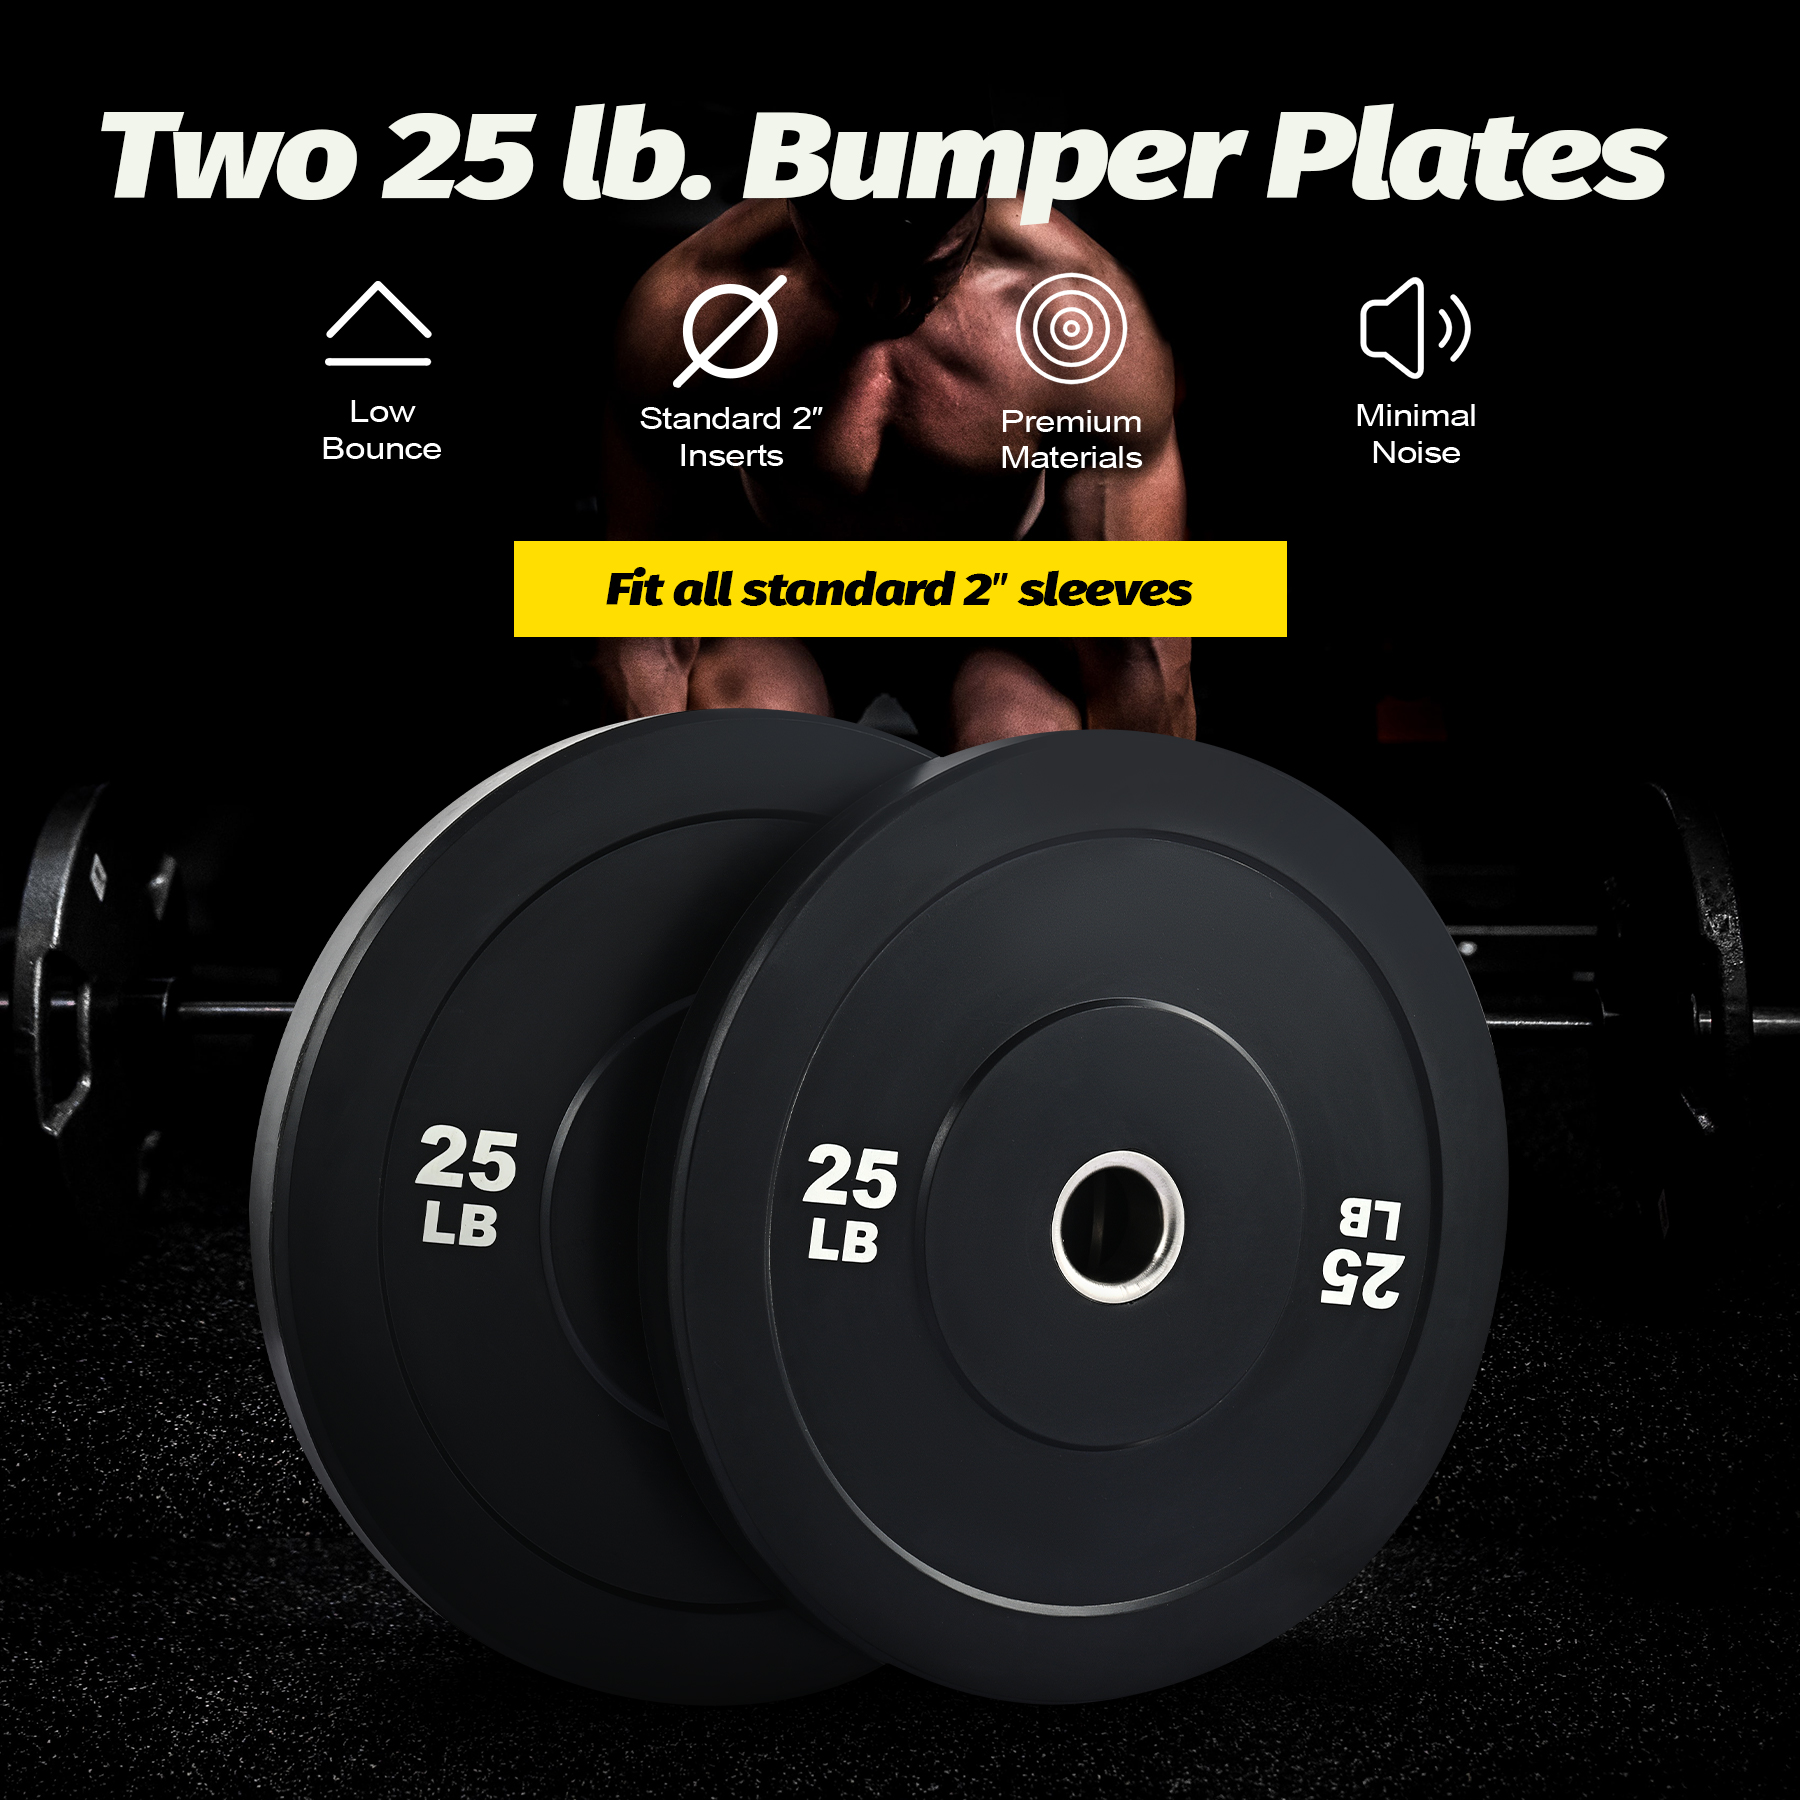 Two 25 lb. Bumper Plates
Low
Bounce
Standard 2"
Inserts
Premium
Materials
Minimal
Noise
Fit all standard 2" sleeves
25
LB
25
LB
25
LB